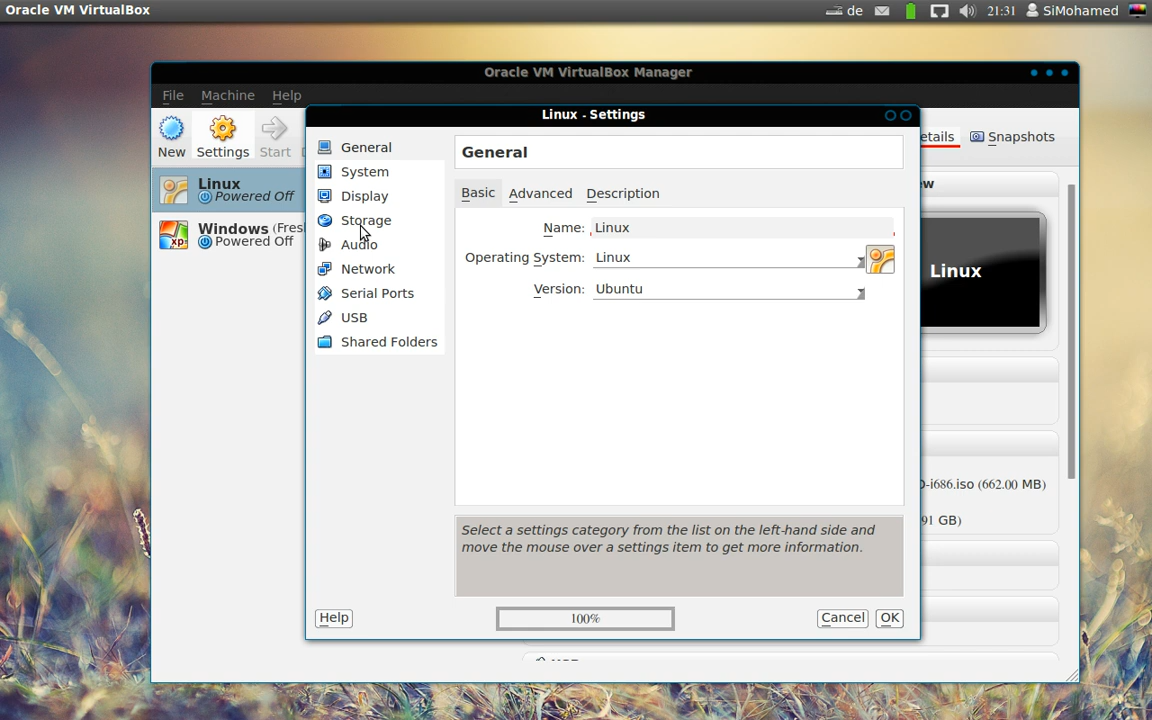 Oracle VM VirtualBox
de
21:31
SiMohamed
Oracle VM VirtualBox Manager
File Machine Help
Linux - Settings
New
Settings
Start
Snapshots
Linux
Powered Off
Windows
Powered Off
General
System
Display
Storage
Audio
Network
Serial Ports
USB
Shared Folders
General
Basic Advanced Description
Name: Linux
Operating System: Linux
Version: Ubuntu
Select a settings category from the list on the left-hand side and
move the mouse over a settings item to get more information.
Help
100%
Cancel
OK
Linux
-i686.iso (662.00 MB)
91 GB)